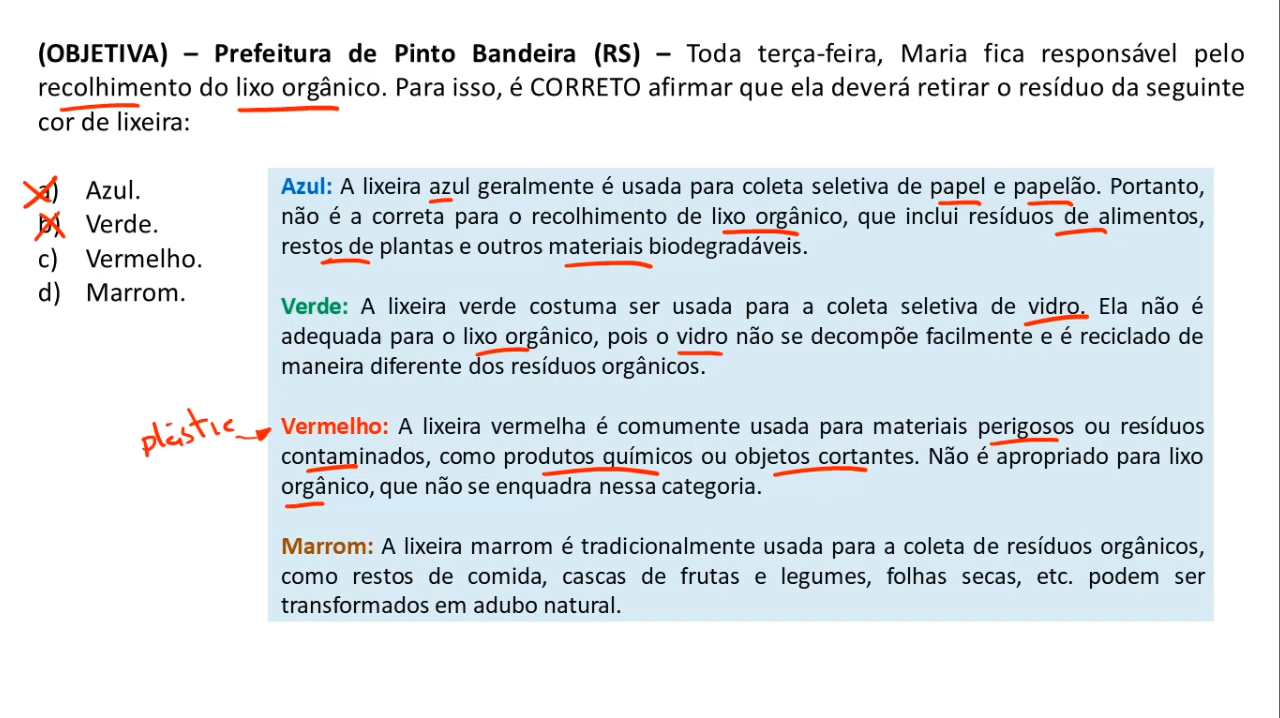 (OBJETIVA) – Prefeitura de Pinto Bandeira (RS) – Toda terça-feira, Maria fica responsável pelo
recolhimento do lixo orgânico. Para isso, é CORRETO afirmar que ela deverá retirar o resíduo da seguinte
cor de lixeira:
a) Azul.
b) Verde.
c) Vermelho.
d) Marrom.
Azul: A lixeira azul geralmente é usada para coleta seletiva de papel e papelão. Portanto,
não é a correta para o recolhimento de lixo orgânico, que inclui resíduos de alimentos,
restos de plantas e outros materiais biodegradáveis.
Verde: A lixeira verde costuma ser usada para a coleta seletiva de vidro. Ela não é
adequada para o lixo orgânico, pois o vidro não se decompõe facilmente e é reciclado de
maneira diferente dos resíduos orgânicos.
plástic
Vermelho: A lixeira vermelha é comumente usada para materiais perigosos ou resíduos
contaminados, como produtos químicos ou objetos cortantes. Não é apropriado para lixo
orgânico, que não se enquadra nessa categoria.
Marrom: A lixeira marrom é tradicionalmente usada para a coleta de resíduos orgânicos,
como restos de comida, cascas de frutas e legumes, folhas secas, etc. podem ser
transformados em adubo natural.